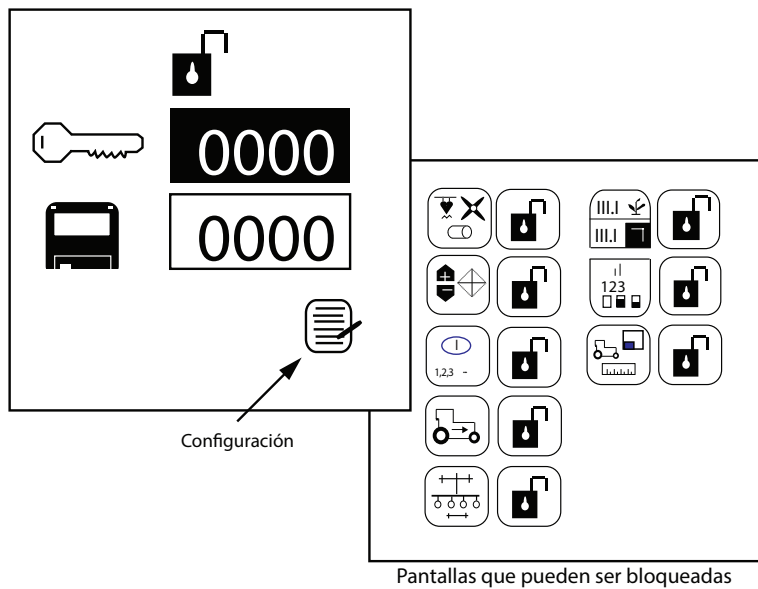 0000
0000
Configuración
III.I
III.I
123
1,2,3 -
Pantallas que pueden ser bloqueadas